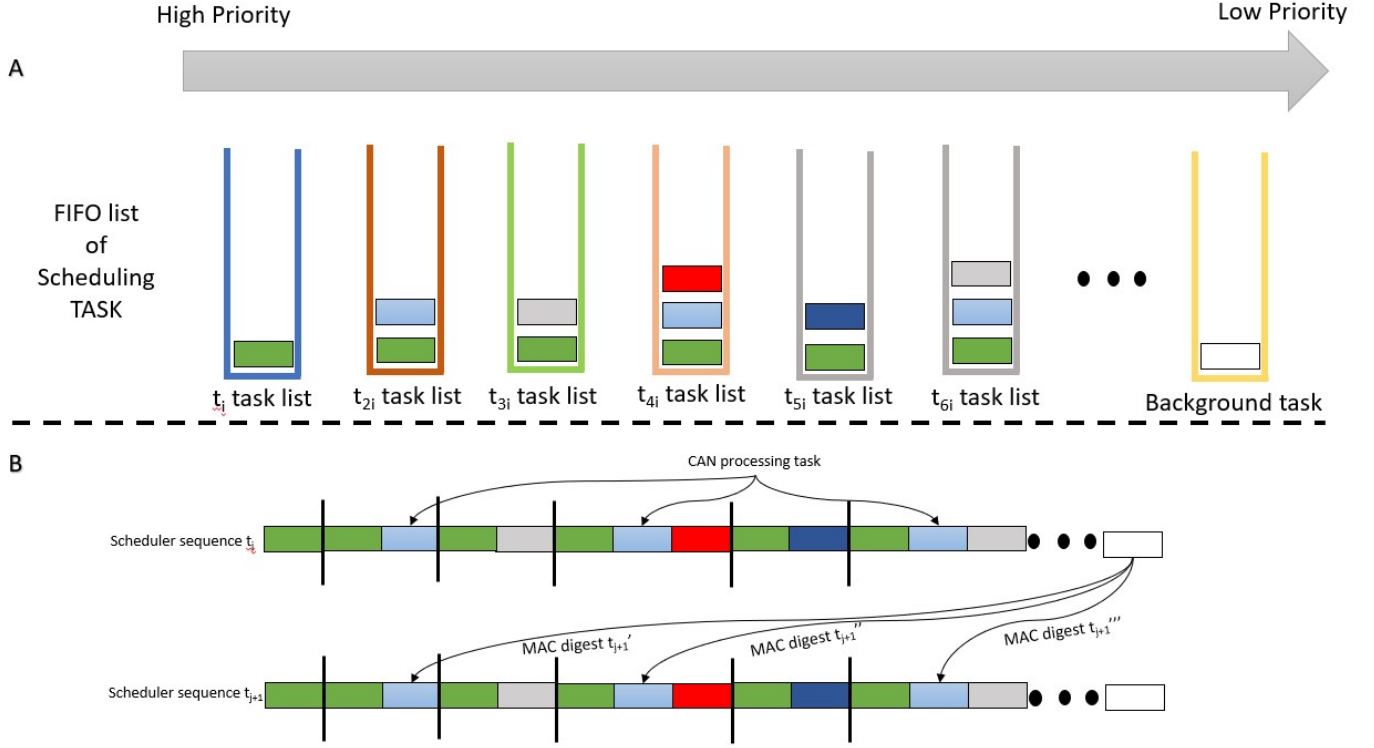 High Priority
Low Priority
A
FIFO list
of
Scheduling
TASK
tᵢ task list
t₂ᵢ task list
t₃ᵢ task list
t₄ᵢ task list
t₅ᵢ task list
t₆ᵢ task list
Background task
B
CAN processing task
Scheduler sequence tⱼ
MAC digest tⱼ₊₁′
MAC digest tⱼ₊₁′′
MAC digest tⱼ₊₁′′′
Scheduler sequence tⱼ₊₁